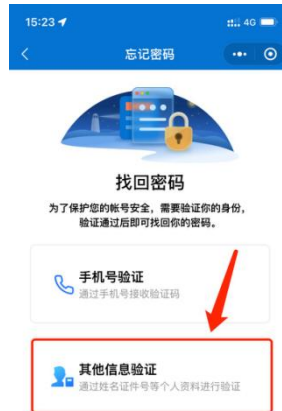 15:23 4G
忘记密码
找回密码
为了保护您的帐号安全，需要验证你的身份，
验证通过后即可找回你的密码。
手机号验证
通过手机号接收验证码
其他信息验证
通过姓名证件号等个人资料进行验证